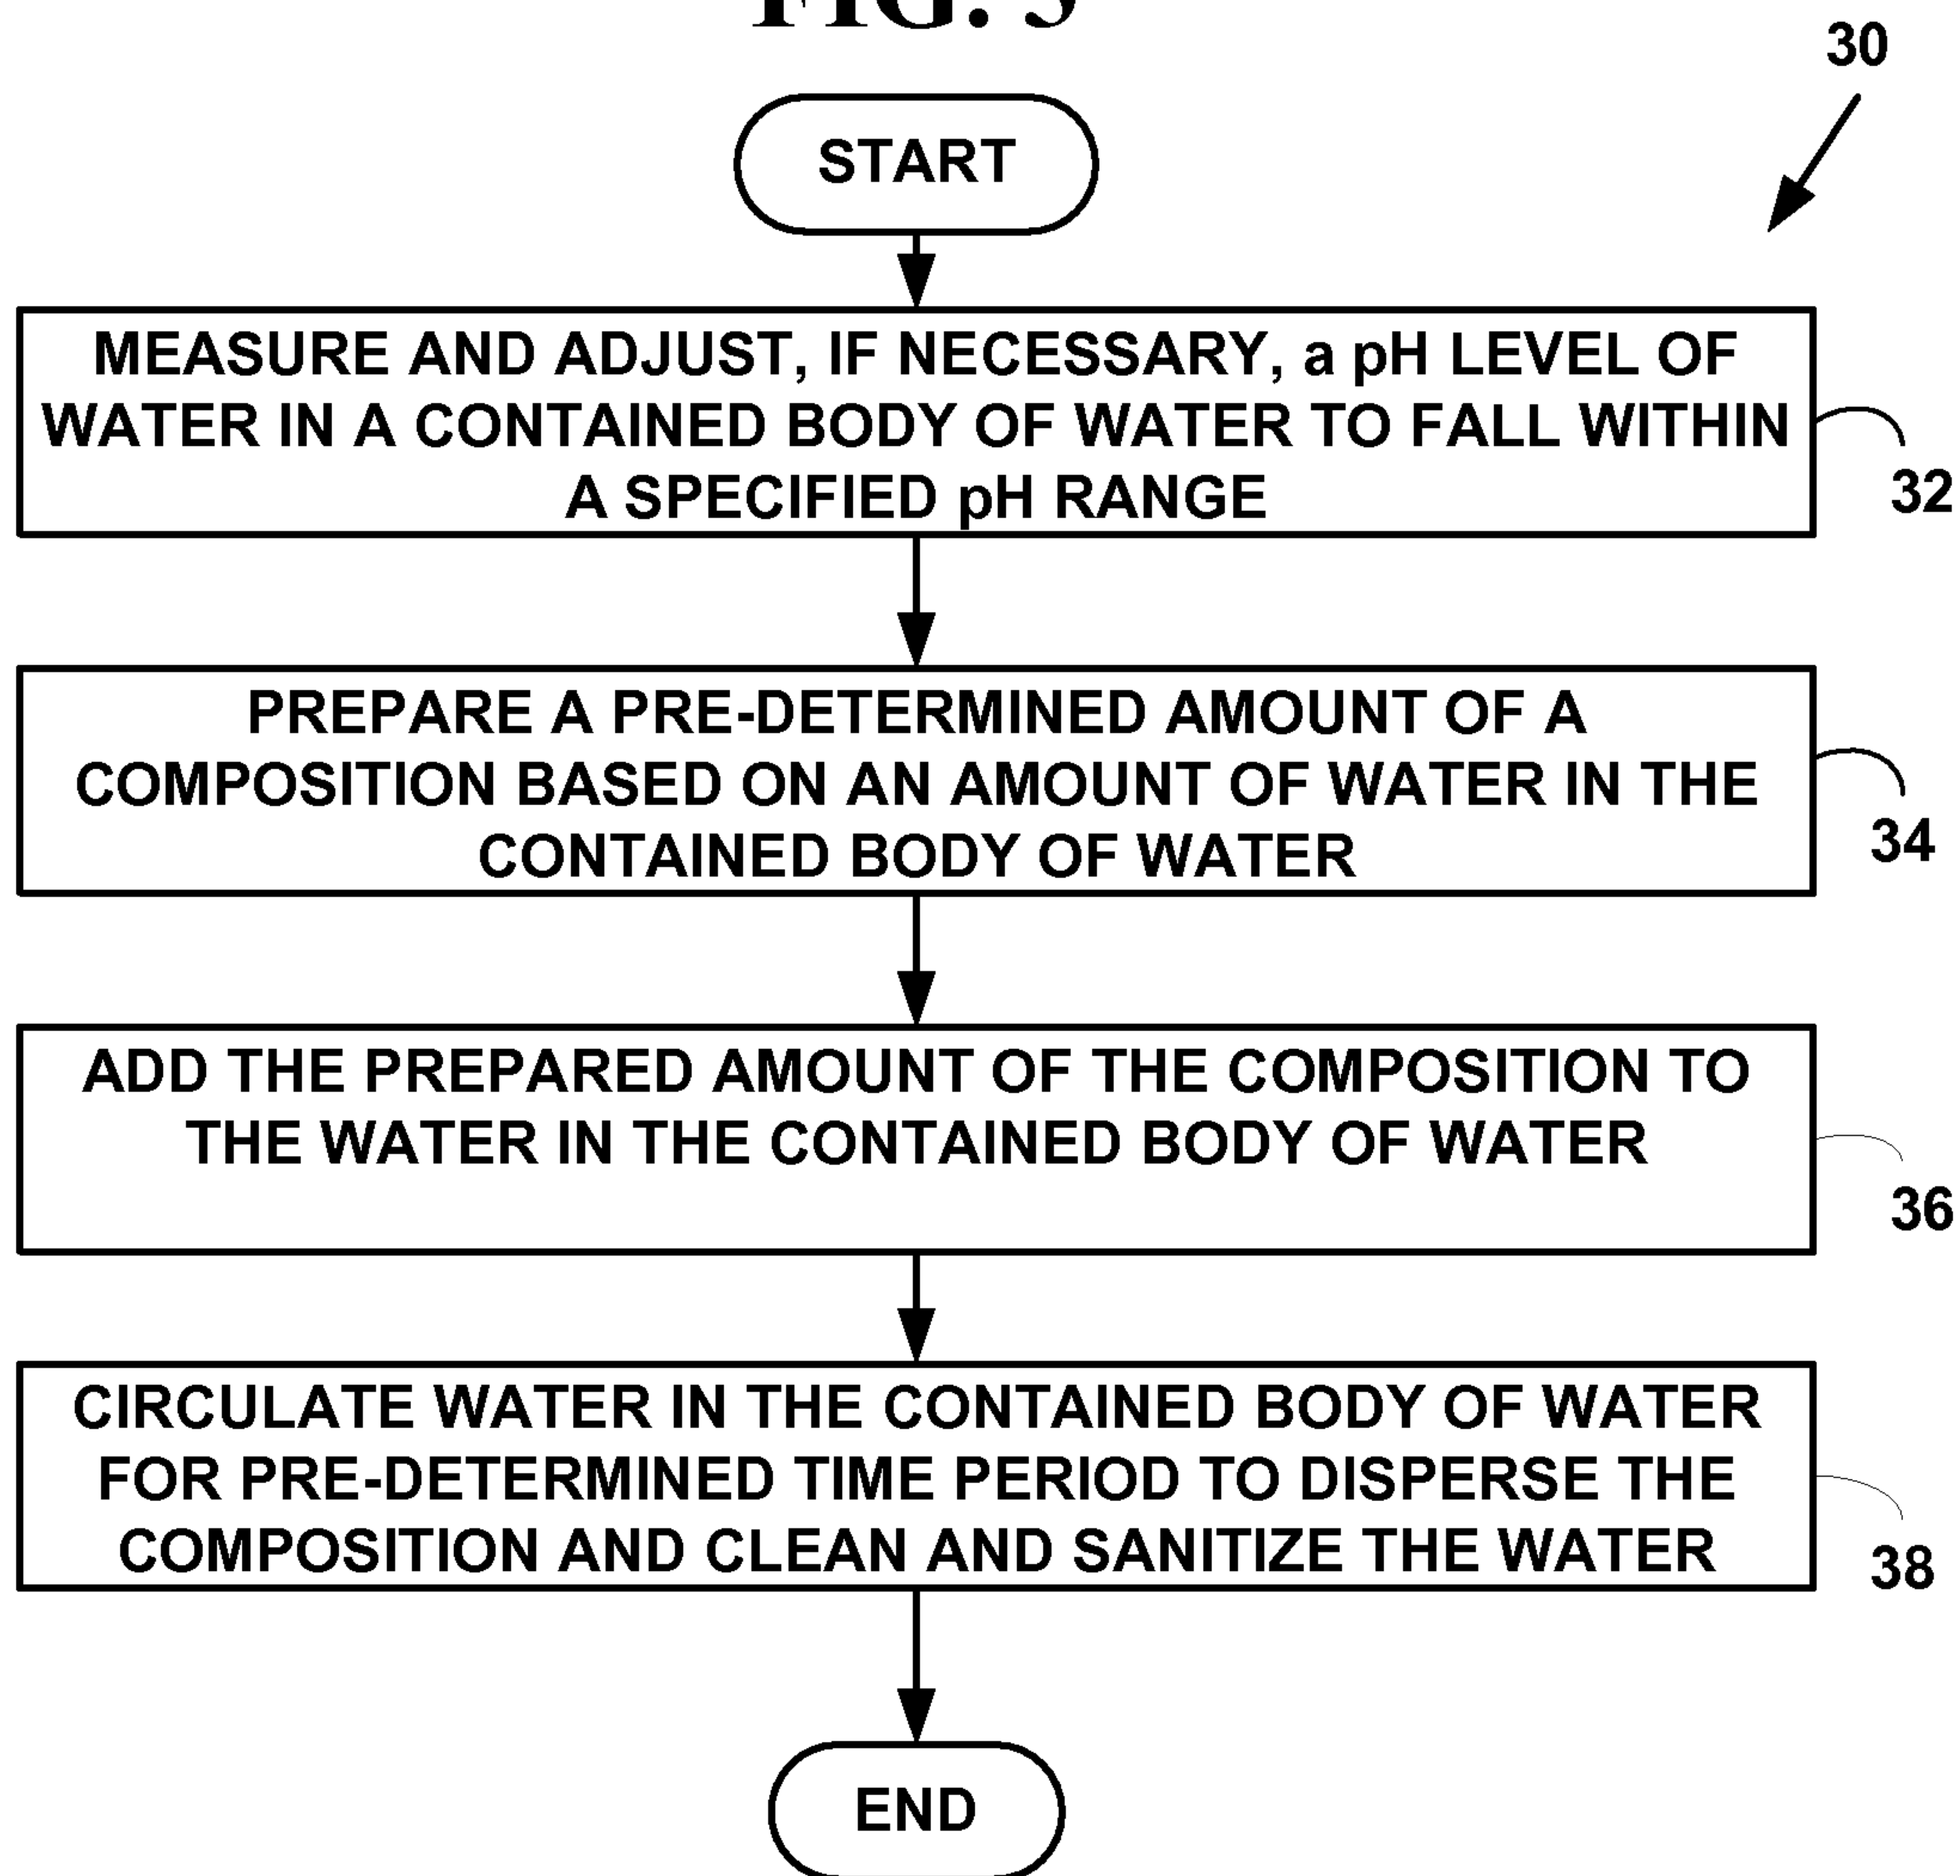 30
START
MEASURE AND ADJUST, IF NECESSARY, a pH LEVEL OF
WATER IN A CONTAINED BODY OF WATER TO FALL WITHIN
A SPECIFIED pH RANGE
32
PREPARE A PRE-DETERMINED AMOUNT OF A
COMPOSITION BASED ON AN AMOUNT OF WATER IN THE
CONTAINED BODY OF WATER
34
ADD THE PREPARED AMOUNT OF THE COMPOSITION TO
THE WATER IN THE CONTAINED BODY OF WATER
36
CIRCULATE WATER IN THE CONTAINED BODY OF WATER
FOR PRE-DETERMINED TIME PERIOD TO DISPERSE THE
COMPOSITION AND CLEAN AND SANITIZE THE WATER
38
END